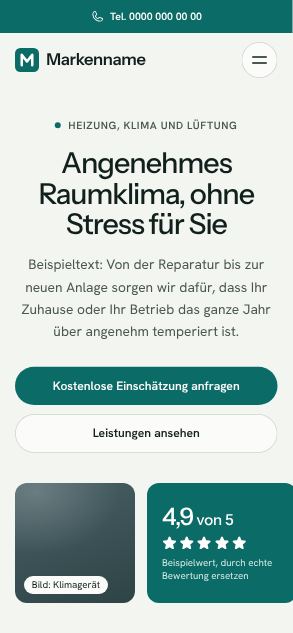 Tel. 0000 000 00 00
M Markenname
HEIZUNG, KLIMA UND LÜFTUNG
Angenehmes
Raumklima, ohne
Stress für Sie
Beispieltext: Von der Reparatur bis zur
neuen Anlage sorgen wir dafür, dass Ihr
Zuhause oder Ihr Betrieb das ganze Jahr
über angenehm temperiert ist.
Kostenlose Einschätzung anfragen
Leistungen ansehen
Bild: Klimagerät
4,9 von 5
Beispielwert, durch echte
Bewertung ersetzen